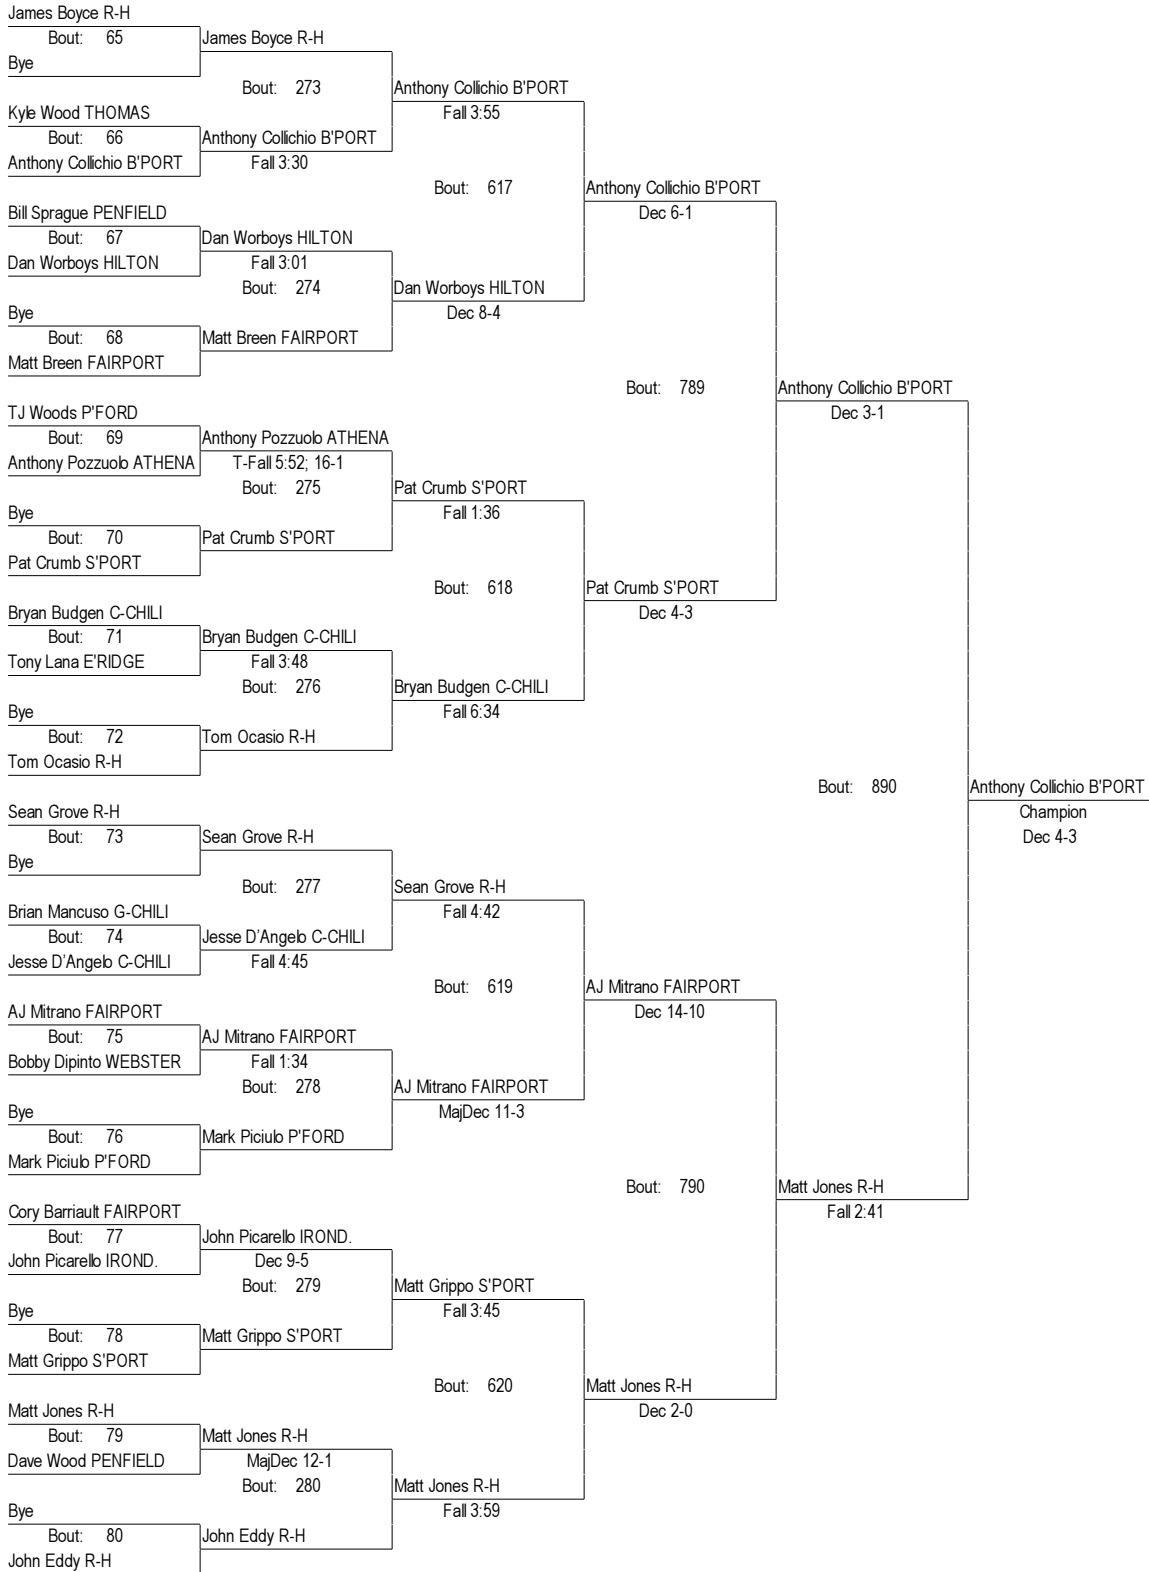 James Boyce R-H
Bout: 65
James Boyce R-H
Bye
Bout: 273
Anthony Collichio B'PORT
Kyle Wood THOMAS
Fall 3:55
Bout: 66
Anthony Collichio B'PORT
Anthony Collichio B'PORT
Fall 3:30
Bout: 617
Anthony Collichio B'PORT
Bill Sprague PENFIELD
Dec 6-1
Bout: 67
Dan Worboys HILTON
Dan Worboys HILTON
Fall 3:01
Bout: 274
Dan Worboys HILTON
Bye
Dec 8-4
Bout: 68
Matt Breen FAIRPORT
Matt Breen FAIRPORT
Bout: 789
Anthony Collichio B'PORT
TJ Woods P'FORD
Dec 3-1
Bout: 69
Anthony Pozzuolo ATHENA
Anthony Pozzuolo ATHENA
T-Fall 5:52; 16-1
Bout: 275
Pat Crumb S'PORT
Bye
Fall 1:36
Bout: 70
Pat Crumb S'PORT
Pat Crumb S'PORT
Bout: 618
Pat Crumb S'PORT
Bryan Budgen C-CHILI
Dec 4-3
Bout: 71
Bryan Budgen C-CHILI
Tony Lana E'RIDGE
Fall 3:48
Bout: 276
Bryan Budgen C-CHILI
Bye
Fall 6:34
Bout: 72
Tom Ocasio R-H
Tom Ocasio R-H
Bout: 890
Anthony Collichio B'PORT
Sean Grove R-H
Champion
Bout: 73
Sean Grove R-H
Dec 4-3
Bye
Bout: 277
Sean Grove R-H
Brian Mancuso G-CHILI
Fall 4:42
Bout: 74
Jesse D'Angelo C-CHILI
Jesse D'Angelo C-CHILI
Fall 4:45
Bout: 619
AJ Mitrano FAIRPORT
AJ Mitrano FAIRPORT
Dec 14-10
Bout: 75
AJ Mitrano FAIRPORT
Bobby Dipinto WEBSTER
Fall 1:34
Bout: 278
AJ Mitrano FAIRPORT
Bye
MajDec 11-3
Bout: 76
Mark Piciulo P'FORD
Mark Piciulo P'FORD
Bout: 790
Matt Jones R-H
Cory Barriault FAIRPORT
Fall 2:41
Bout: 77
John Picarello IROND.
John Picarello IROND.
Dec 9-5
Bout: 279
Matt Grippo S'PORT
Bye
Fall 3:45
Bout: 78
Matt Grippo S'PORT
Matt Grippo S'PORT
Bout: 620
Matt Jones R-H
Matt Jones R-H
Dec 2-0
Bout: 79
Matt Jones R-H
Dave Wood PENFIELD
MajDec 12-1
Bout: 280
Matt Jones R-H
Bye
Fall 3:59
Bout: 80
John Eddy R-H
John Eddy R-H